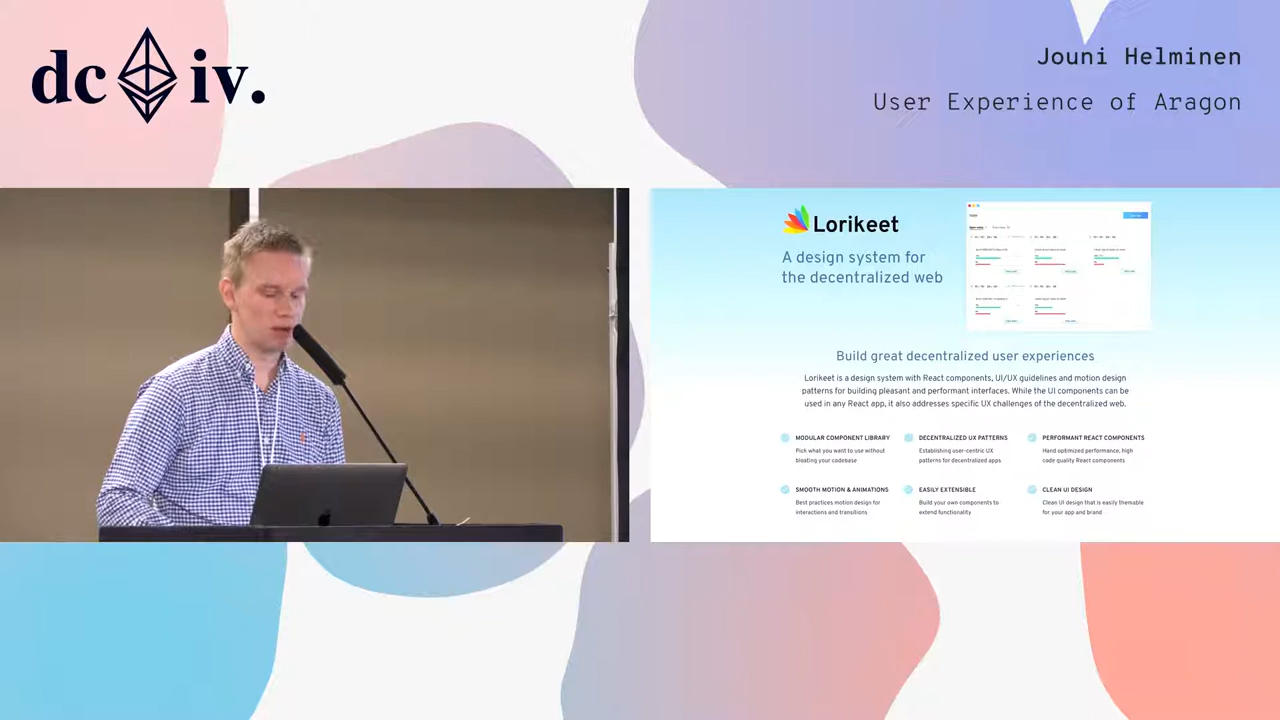 dc iv.
Jouni Helminen
User Experience of Aragon
Lorikeet
A design system for
the decentralized web
Build great decentralized user experiences
Lorikeet is a design system with React components, UI/UX guidelines and motion design
patterns for building pleasant and performant interfaces. While the UI components can be
used in any React app, it also addresses specific UX challenges of the decentralized web.
MODULAR COMPONENT LIBRARY
Pick what you want to use without
bloating your codebase
DECENTRALIZED UX PATTERNS
Establishing user-centric UX
patterns for decentralized apps
PERFORMANT REACT COMPONENTS
Hand optimized performance, high
code quality React components
SMOOTH MOTION & ANIMATIONS
Best practices motion design for
interactions and transitions
EASILY EXTENSIBLE
Build your own components to
extend functionality
CLEAN UI DESIGN
Clean UI design that is easily themable
for your app and brand